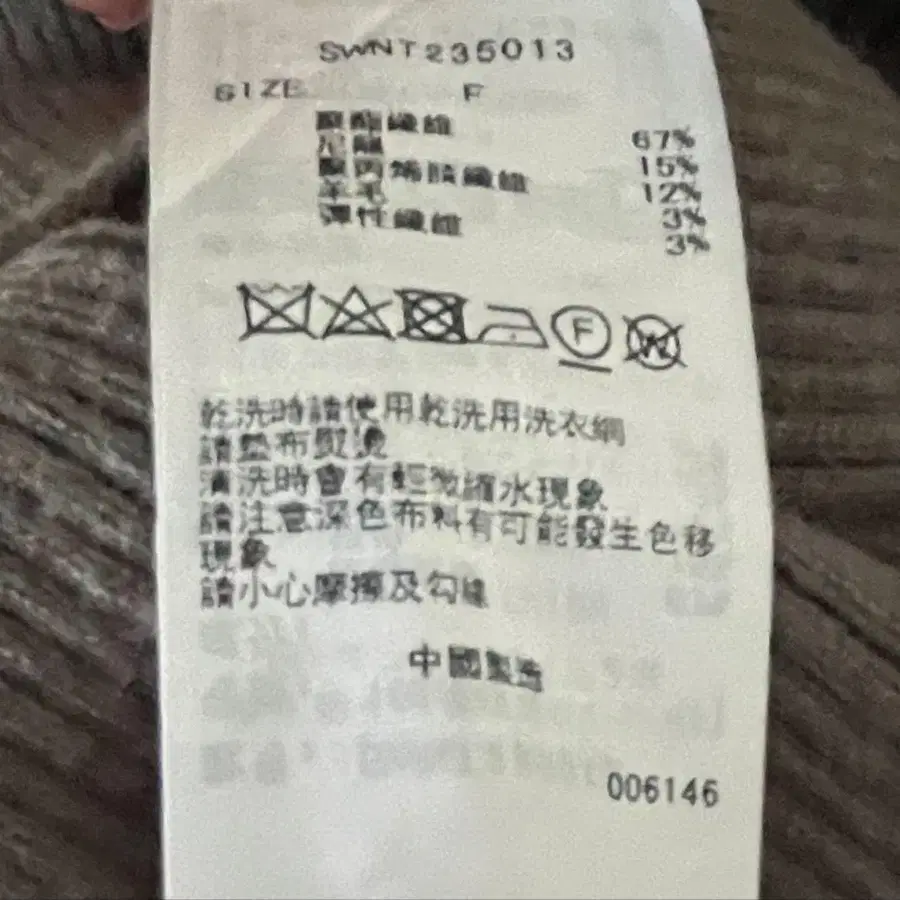 SWNT235013
SIZE F
聚酯纖維 67%
尼龍 15%
聚丙烯腈纖維 12%
羊毛 3%
彈性纖維 3%
F
W
乾洗時請使用乾洗用洗衣網
請墊布熨燙
清洗時會有輕微縮水現象
請注意深色布料有可能發生色移
現象
請小心摩擦及勾線
中國製造
006146